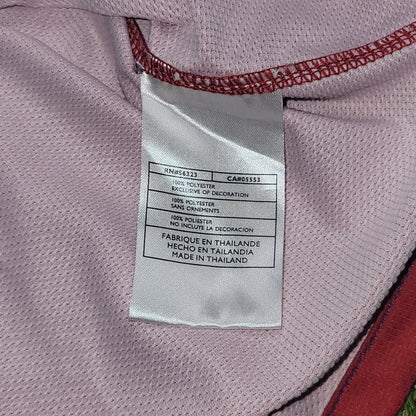 RN#56323 CA#05553
100% POLYESTER
EXCLUSIVE OF DECORATION
100% POLYESTER
SANS ORNEMENTS
100% POLYESTER
NO INCLUYE LA DECORACION
FABRIQUE EN THAILANDE
HECHO EN TAILANDIA
MADE IN THAILAND